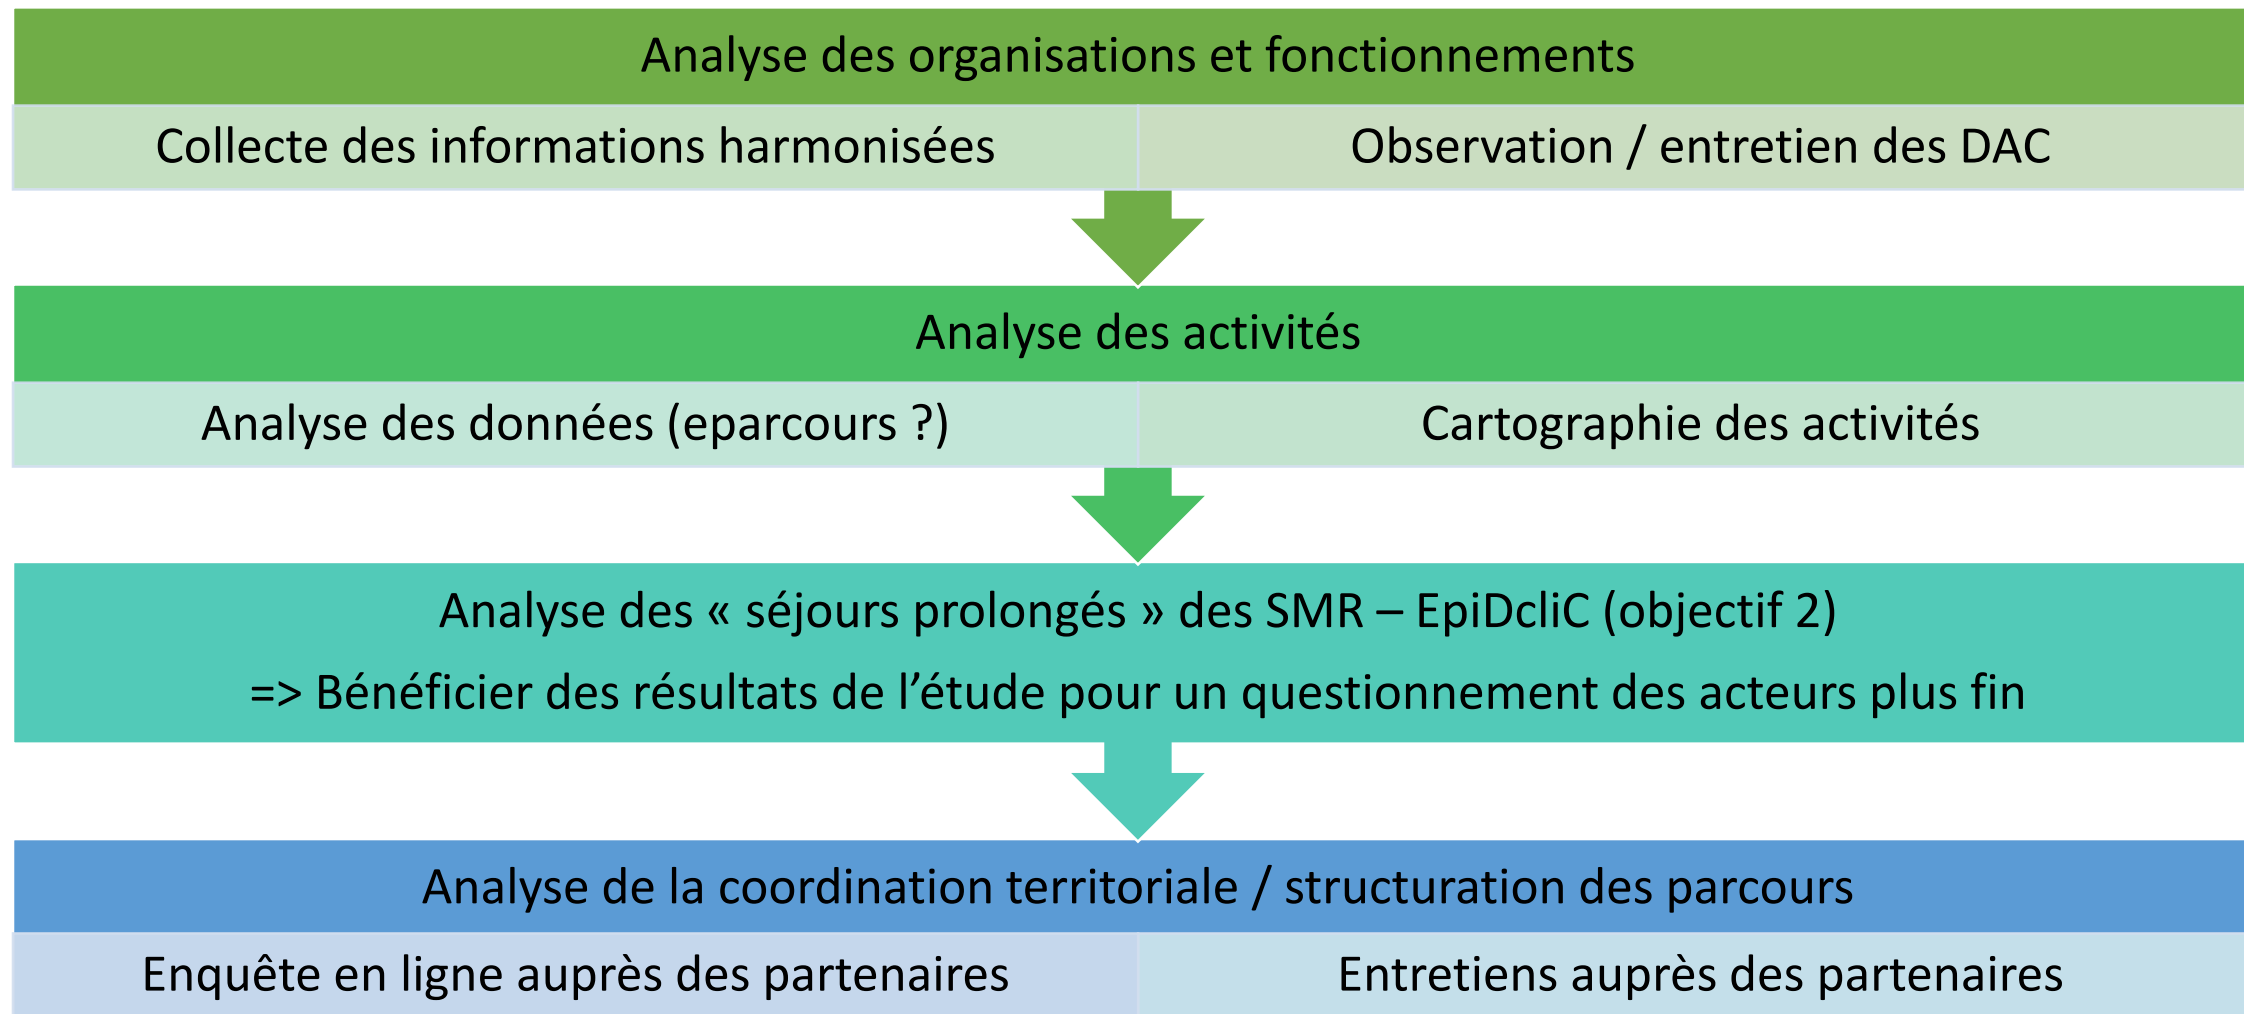 Analyse des organisations et fonctionnements
Collecte des informations harmonisées
Observation / entretien des DAC
Analyse des activités
Analyse des données (eparcours ?)
Cartographie des activités
Analyse des « séjours prolongés » des SMR – EpiDcliC (objectif 2)
=> Bénéficier des résultats de l’étude pour un questionnement des acteurs plus fin
Analyse de la coordination territoriale / structuration des parcours
Enquête en ligne auprès des partenaires
Entretiens auprès des partenaires